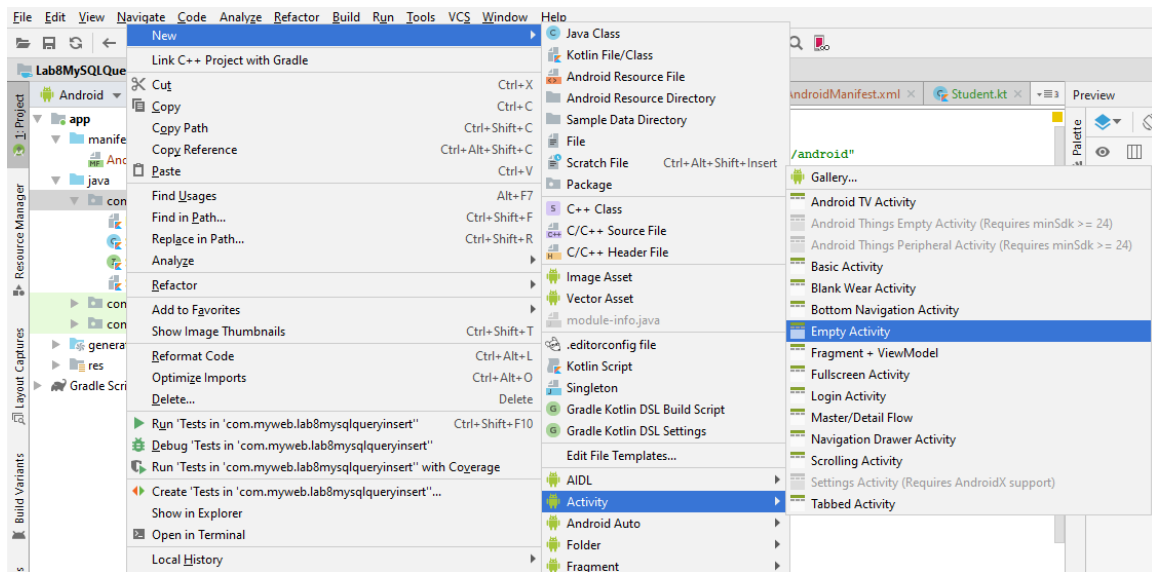 File Edit View Navigate Code Analyze Refactor Build Run Tools VCS Window Help
Lab8MySQLQue
Android
1: Project
Resource Manager
Layout Captures
Build Variants
app
manife
And
java
com
com
com
genera
res
Gradle Scri
New
Link C++ Project with Gradle
Cut Ctrl+X
Copy Ctrl+C
Copy Path Ctrl+Shift+C
Copy Reference Ctrl+Alt+Shift+C
Paste Ctrl+V
Find Usages Alt+F7
Find in Path... Ctrl+Shift+F
Replace in Path... Ctrl+Shift+R
Analyze
Refactor
Add to Favorites
Show Image Thumbnails Ctrl+Shift+T
Reformat Code Ctrl+Alt+L
Optimize Imports Ctrl+Alt+O
Delete... Delete
Run 'Tests in 'com.myweb.lab8mysqlqueryinsert'' Ctrl+Shift+F10
Debug 'Tests in 'com.myweb.lab8mysqlqueryinsert''
Run 'Tests in 'com.myweb.lab8mysqlqueryinsert'' with Coverage
Create 'Tests in 'com.myweb.lab8mysqlqueryinsert''...
Show in Explorer
Open in Terminal
Local History
Java Class
Kotlin File/Class
Android Resource File
Android Resource Directory
Sample Data Directory
File
Scratch File Ctrl+Alt+Shift+Insert
Package
C++ Class
C/C++ Source File
C/C++ Header File
Image Asset
Vector Asset
module-info.java
.editorconfig file
Kotlin Script
Singleton
Gradle Kotlin DSL Build Script
Gradle Kotlin DSL Settings
Edit File Templates...
AIDL
Activity
Android Auto
Folder
Fragment
AndroidManifest.xml
Student.kt
3
Preview
Palette
/android"
Gallery...
Android TV Activity
Android Things Empty Activity (Requires minSdk >= 24)
Android Things Peripheral Activity (Requires minSdk >= 24)
Basic Activity
Blank Wear Activity
Bottom Navigation Activity
Empty Activity
Fragment + ViewModel
Fullscreen Activity
Login Activity
Master/Detail Flow
Navigation Drawer Activity
Scrolling Activity
Settings Activity (Requires AndroidX support)
Tabbed Activity